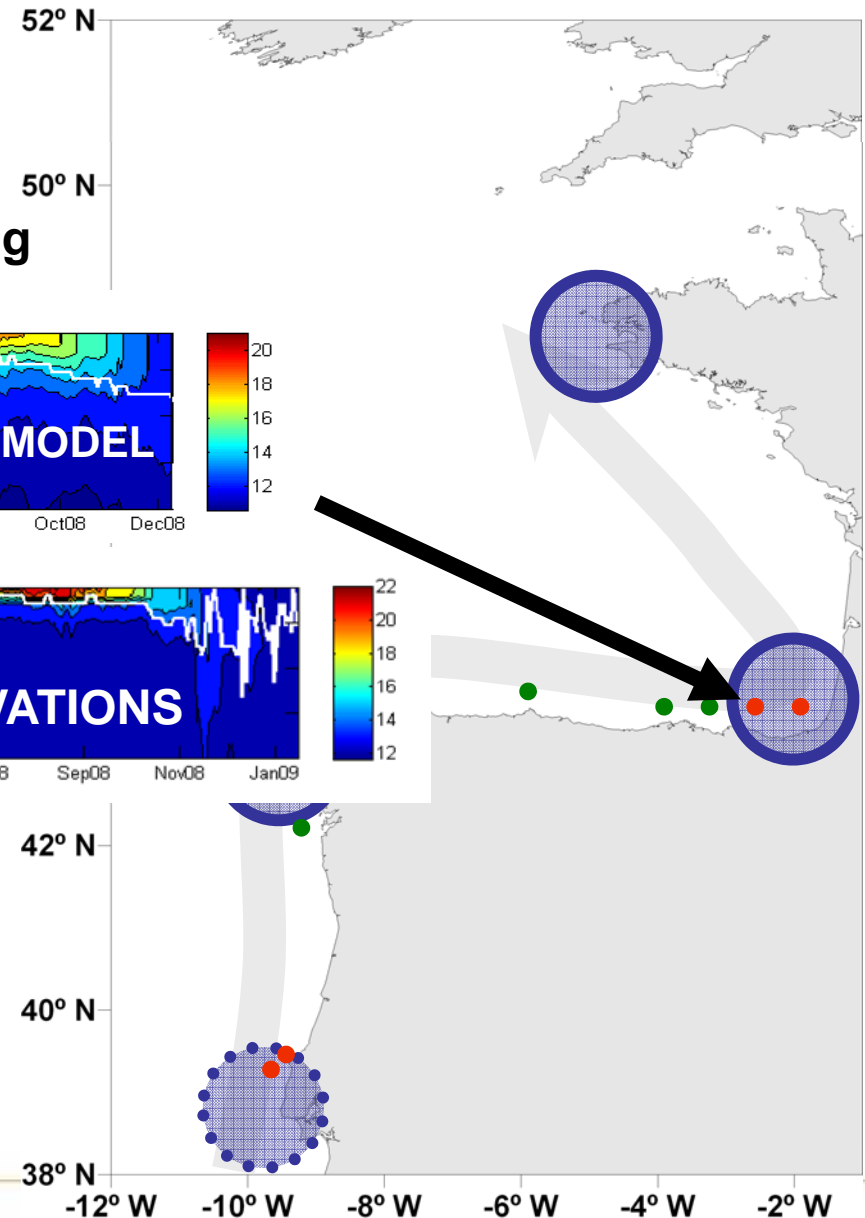 52º N
50º N
g
20
18
16
14
12
MODEL
Oct08 Dec08
22
20
18
16
14
12
VATIONS
8 Sep08 Nov08 Jan09
42º N
40º N
38º N
-12º W -10º W -8º W -6º W -4º W -2º W